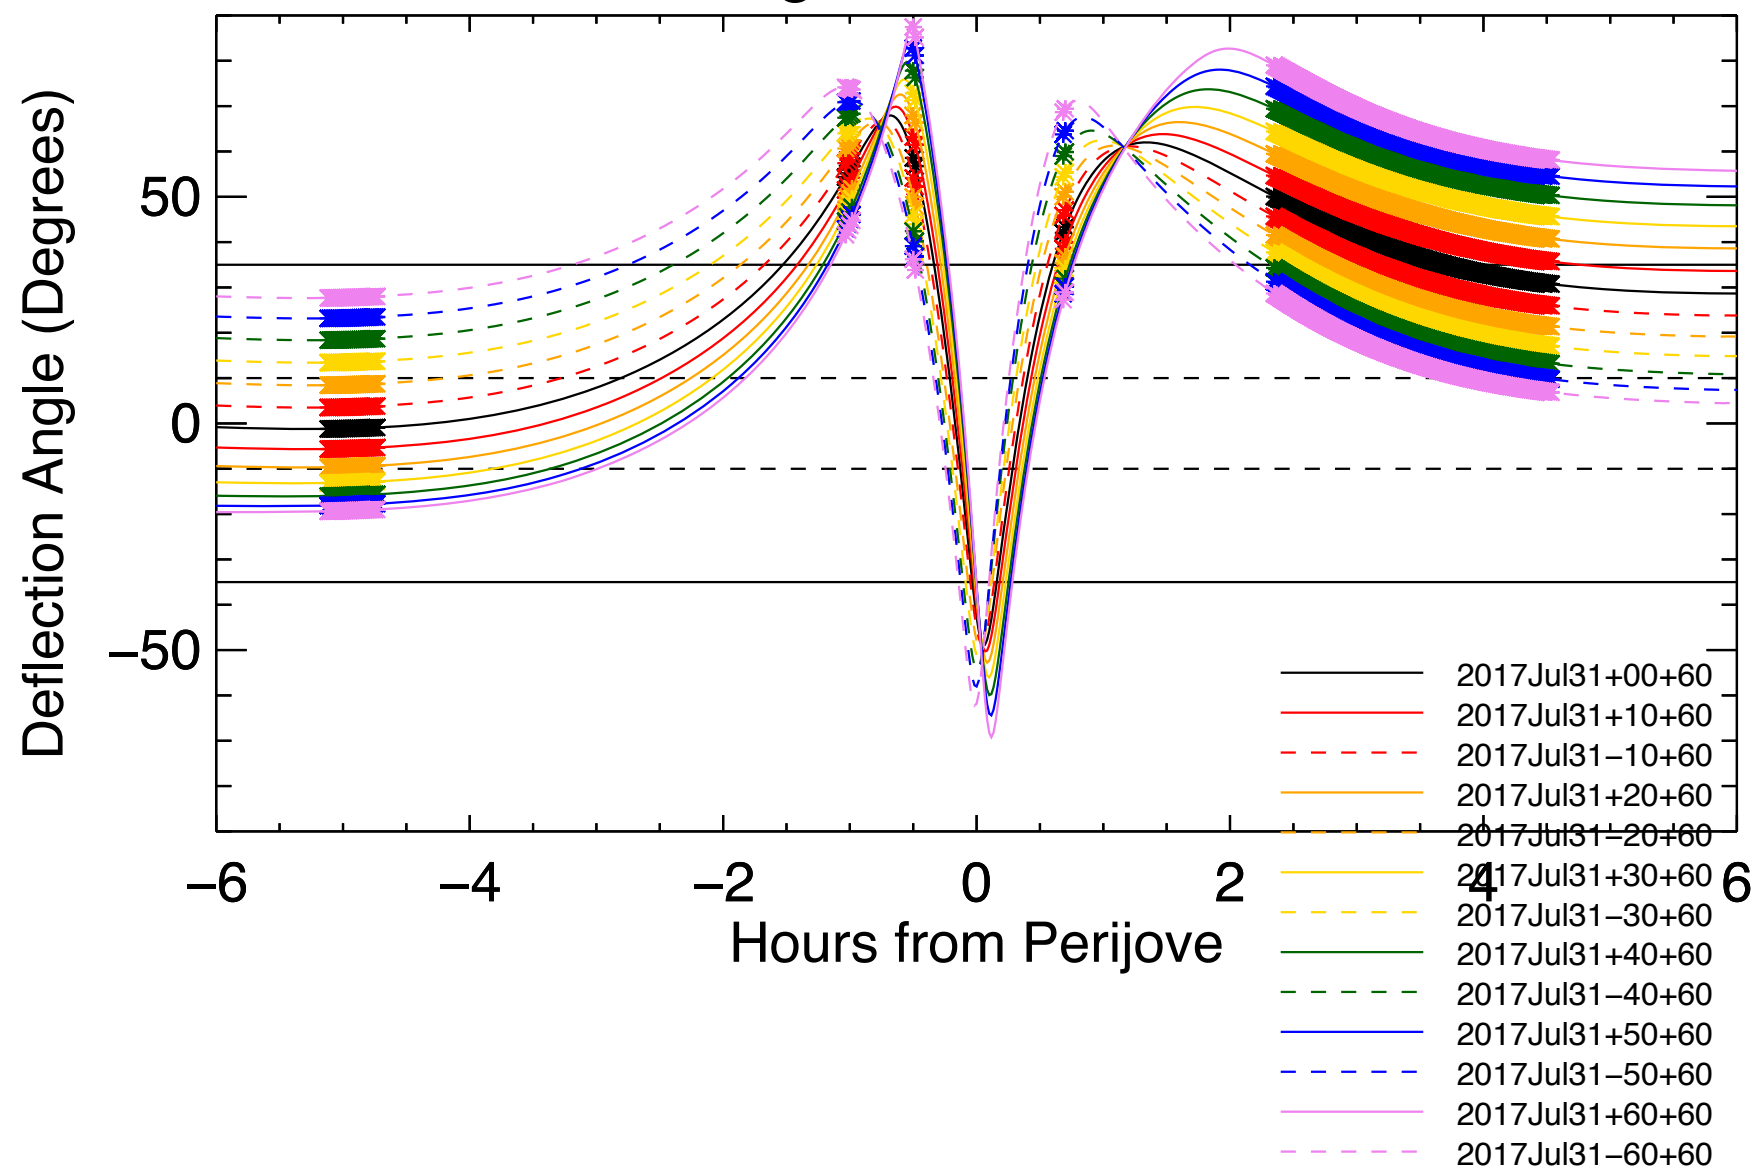 Deflection Angle (Degrees)
50
0
−50
−6 −4 −2 0 2 4 6
Hours from Perijove
2017Jul31+00+60
2017Jul31+10+60
2017Jul31−10+60
2017Jul31+20+60
2017Jul31−20+60
2017Jul31+30+60
2017Jul31−30+60
2017Jul31+40+60
2017Jul31−40+60
2017Jul31+50+60
2017Jul31−50+60
2017Jul31+60+60
2017Jul31−60+60